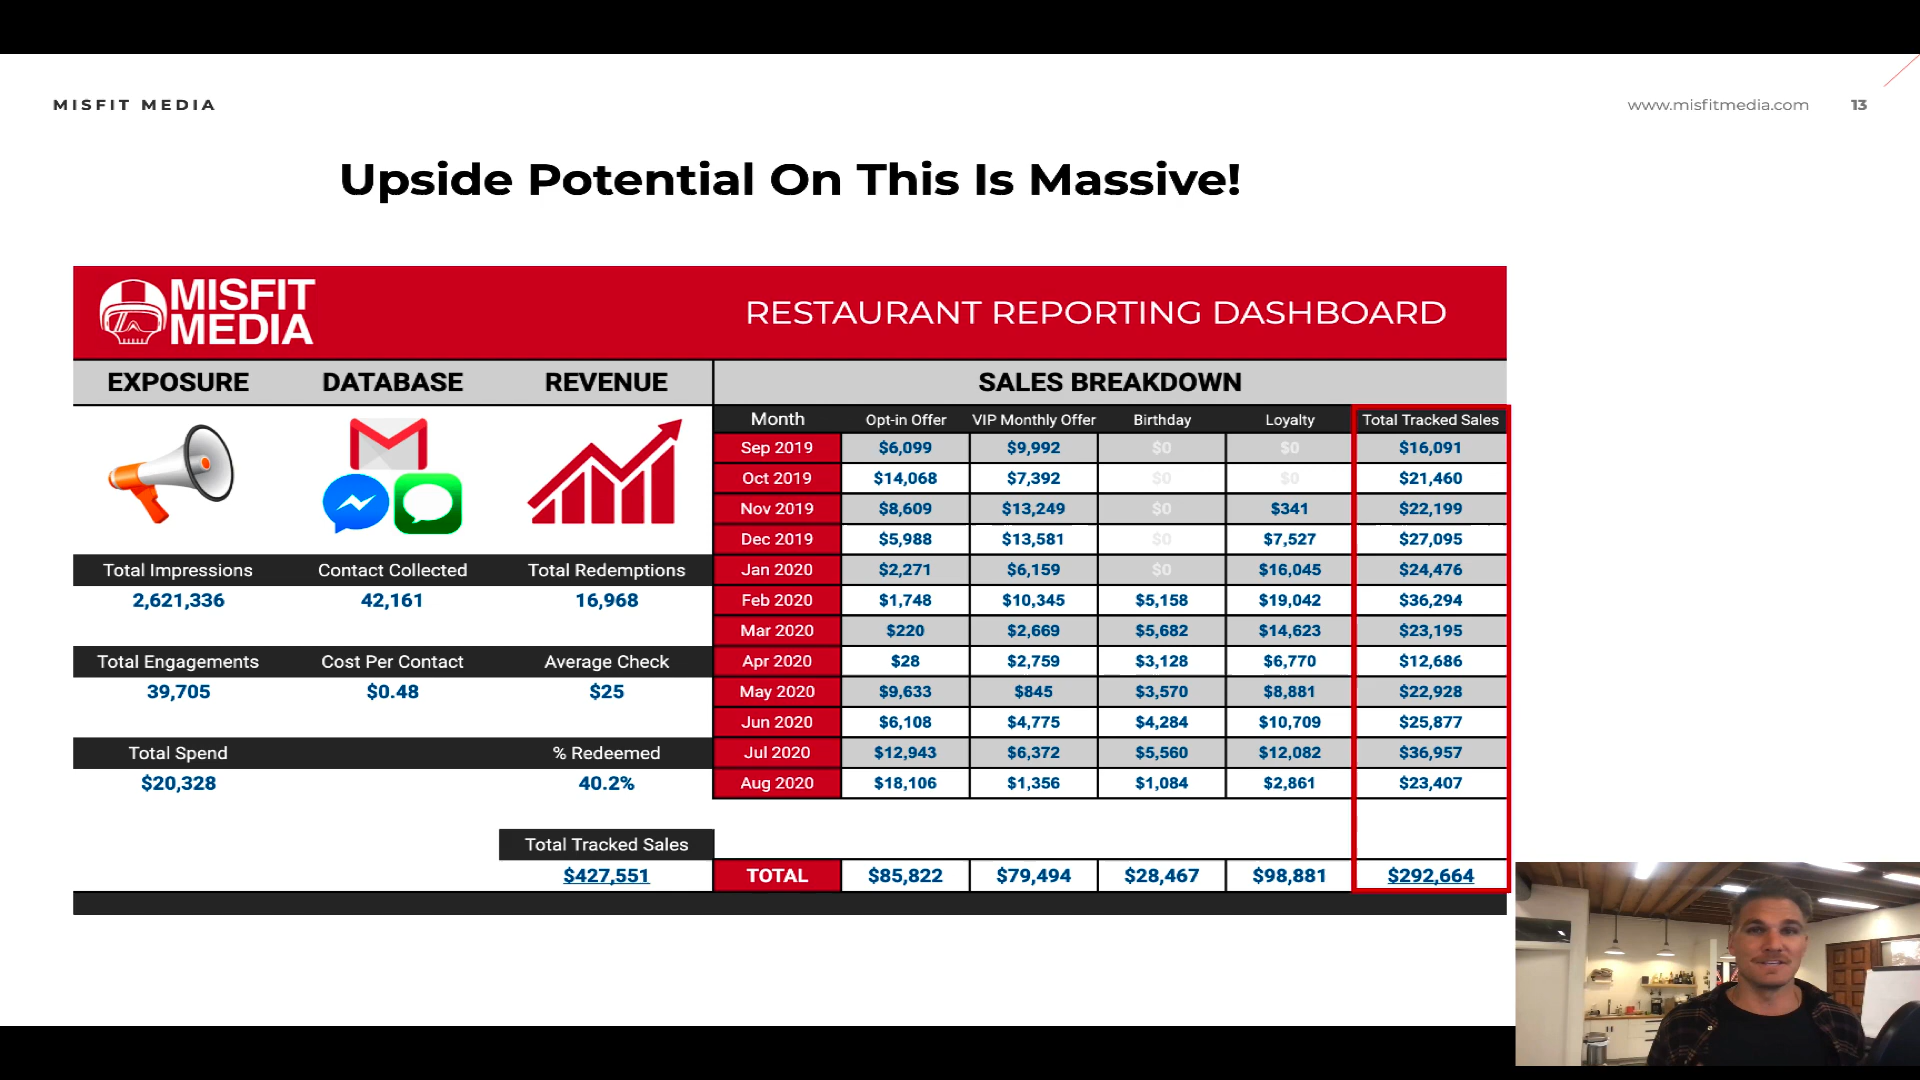 MISFIT MEDIA
www.misfitmedia.com 13
Upside Potential On This Is Massive!
MISFIT
MEDIA
RESTAURANT REPORTING DASHBOARD
EXPOSURE DATABASE REVENUE SALES BREAKDOWN
Month Opt-in Offer VIP Monthly Offer Birthday Loyalty Total Tracked Sales
Sep 2019 $6,099 $9,992 $0 $0 $16,091
Oct 2019 $14,068 $7,392 $0 $0 $21,460
Nov 2019 $8,609 $13,249 $0 $341 $22,199
Dec 2019 $5,988 $13,581 $0 $7,527 $27,095
Total Impressions Contact Collected Total Redemptions Jan 2020 $2,271 $6,159 $0 $16,045 $24,476
2,621,336 42,161 16,968 Feb 2020 $1,748 $10,345 $5,158 $19,042 $36,294
Mar 2020 $220 $2,669 $5,682 $14,623 $23,195
Total Engagements Cost Per Contact Average Check Apr 2020 $28 $2,759 $3,128 $6,770 $12,686
39,705 $0.48 $25 May 2020 $9,633 $845 $3,570 $8,881 $22,928
Jun 2020 $6,108 $4,775 $4,284 $10,709 $25,877
Total Spend % Redeemed Jul 2020 $12,943 $6,372 $5,560 $12,082 $36,957
$20,328 40.2% Aug 2020 $18,106 $1,356 $1,084 $2,861 $23,407
Total Tracked Sales
$427,551 TOTAL $85,822 $79,494 $28,467 $98,881 $292,664